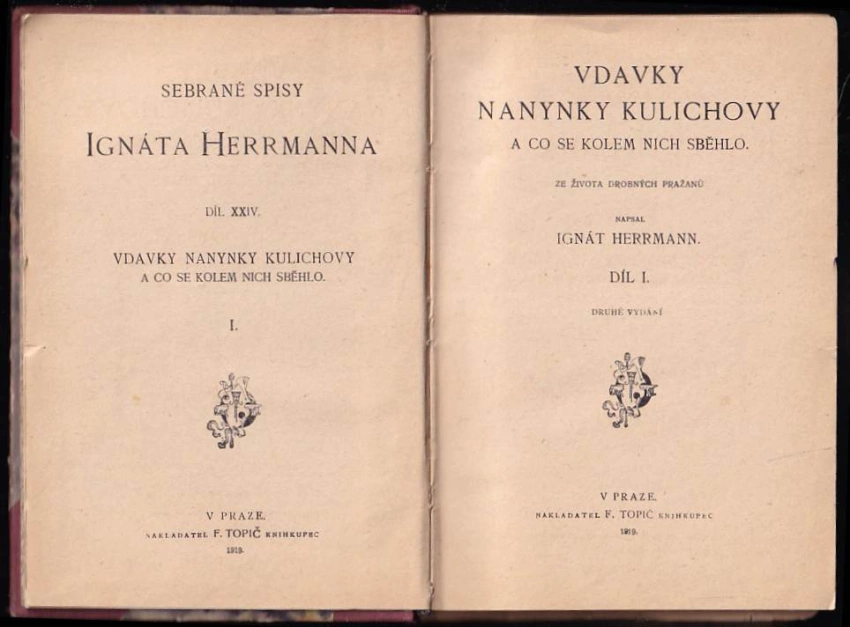 SEBRANÉ SPISY
IGNÁTA HERRMANNA
DÍL XXIV.
VDAVKY NANYNKY KULICHOVY
A CO SE KOLEM NICH SBĚHLO.
I.
V PRAZE.
NAKLADATEL F. TOPIČ KNIHKUPEC
1919.
VDAVKY
NANYNKY KULICHOVY
A CO SE KOLEM NICH SBĚHLO.
ZE ŽIVOTA DROBNÝCH PRAŽANŮ
NAPSAL
IGNÁT HERRMANN.
DÍL I.
DRUHÉ VYDÁNÍ
V PRAZE.
NAKLADATEL F. TOPIČ KNIHKUPEC
1919.